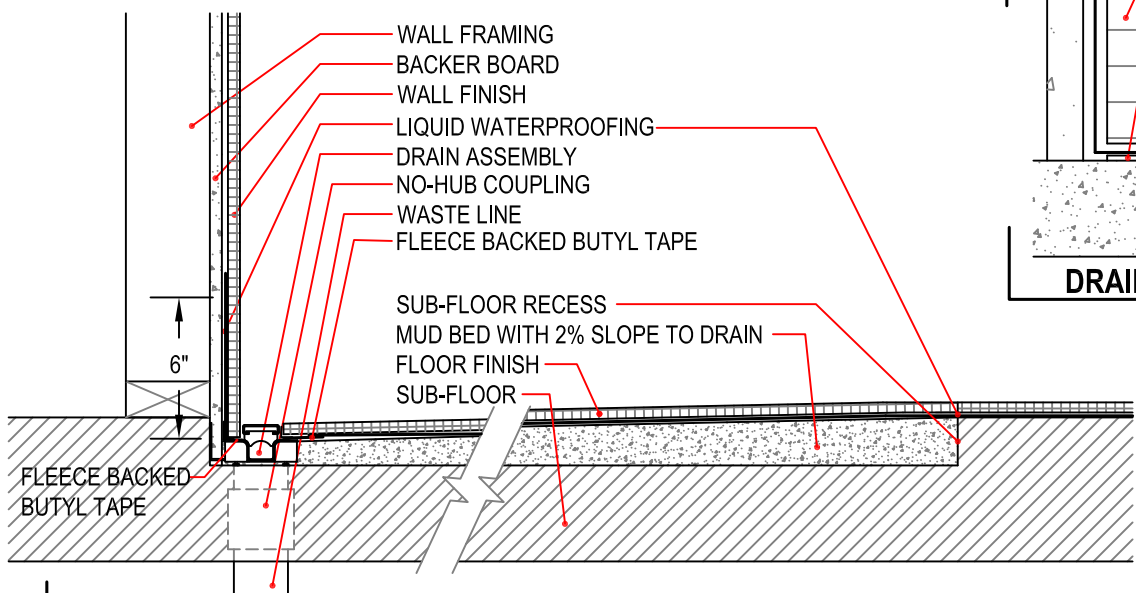 WALL FRAMING
BACKER BOARD
WALL FINISH
LIQUID WATERPROOFING
DRAIN ASSEMBLY
NO-HUB COUPLING
WASTE LINE
FLEECE BACKED BUTYL TAPE
DRAI
SUB-FLOOR RECESS
MUD BED WITH 2% SLOPE TO DRAIN
FLOOR FINISH
SUB-FLOOR
6"
FLEECE BACKED
BUTYL TAPE